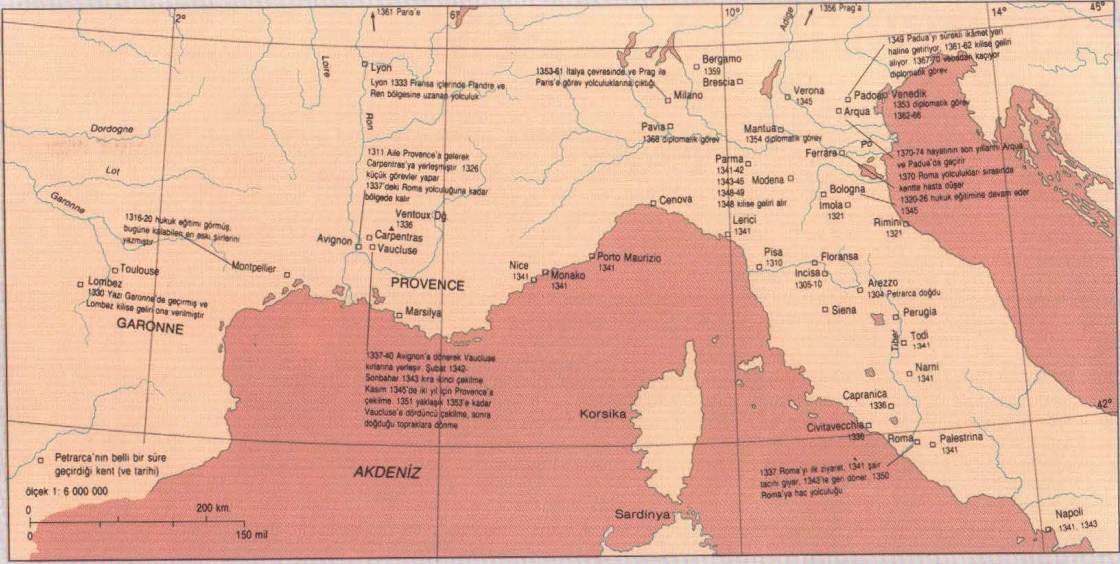 2°
1361 Paris'e
6°
10°
Adige
1356 Prag'a
14°
45°
Loire
Lyon
Lyon 1333 Fransa içlerinde Flandre ve
Ren bölgesine uzanan yolculuk
Ron
Dordogne
Lot
Garonne
1353-61 İtalya çevresinde ve Prag ile
Paris'e görev yolculuklarına çıktığı
Bergamo
1359
Brescia
Milano
Verona
1345
1349 Padua'yı sürekli ikâmet yeri
haline getiriyor, 1361-62 kilise geliri
alıyor. 1367/70 vebadan kaçıyor
diplomatik görev
Padoa
Venedik
1353 diplomatik görev
1362-66
Arqua
Pavia
1368 diplomatik görev
Mantua
1354 diplomatik görev
Ferrara
Po
1370-74 hayatının son yıllarını Arqua
ve Padua'da geçirir
1370 Roma yolculukları sırasında
kentte hasta düşer
1320-26 hukuk eğitimine devam eder
1345
Parma
1341-42
1343-45
1348-49
1348 kilise geliri alır
Modena
Bologna
Imola
1321
Rimini
1321
1311 Aile Provence'a gelerek
Carpentras'ya yerleşmiştir 1326
küçük görevler yapar
1337'deki Roma yolculuğuna kadar
bölgede kalır
Ventoux Dğ.
1336
Carpentras
Avignon
Vaucluse
1316-20 hukuk eğitimi görmüş,
bugüne kalabilen en eski şiirlerini
yazmıştır
Montpellier
Toulouse
Lombez
1330 Yazı Garonne'de geçirmiş ve
Lombez kilise geliri ona verilmiştir
GARONNE
PROVENCE
Marsilya
Nice
1341
Monako
1341
Porto Maurizio
1341
Cenova
Lerici
1341
Pisa
1310
Floransa
Incisa
1305-10
Arezzo
1304 Petrarca doğdu
Siena
Perugia
Tiber
Todi
1341
Narni
1341
Capranica
1336
Civitavecchia
1336
Roma
Palestrina
1341
42°
1337-40 Avignon'a dönerek Vaucluse
kırlarına yerleşir. Şubat 1342-
Sonbahar 1343 kıra ikinci çekilme
Kasım 1345'de iki yıl için Provence'a
çekilme. 1351 yaklaşık 1353'e kadar
Vaucluse'a dördüncü çekilme, sonra
doğduğu topraklara dönme
Korsika
AKDENİZ
Sardinya
1337 Roma'yı ilk ziyaret, 1341 şair
tacını giyer, 1343'te geri döner. 1350
Roma'ya hac yolculuğu
Napoli
1341, 1343
Petrarca'nın belli bir süre
geçirdiği kent (ve tarihi)
ölçek 1: 6 000 000
0
200 km.
0
150 mil